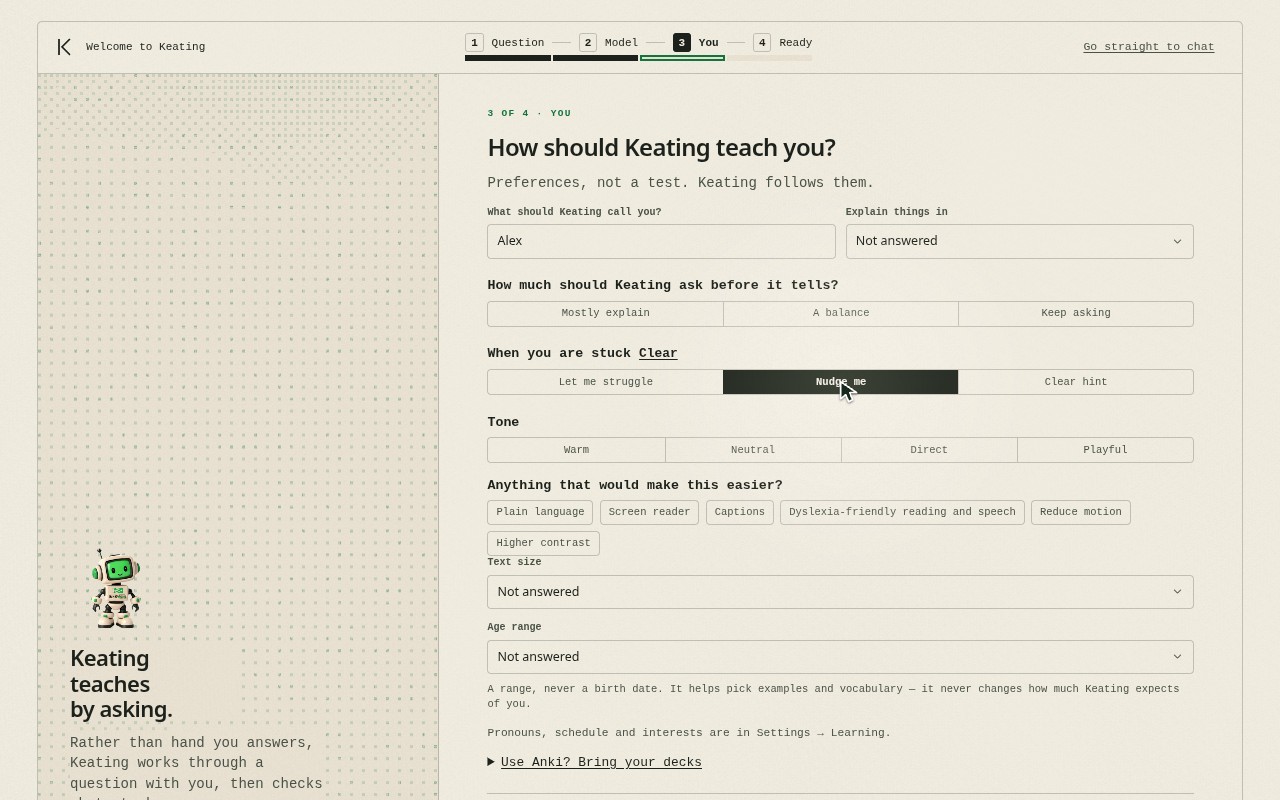 Welcome to Keating
1 Question
2 Model
3 You
4 Ready
Go straight to chat
3 OF 4 · YOU
How should Keating teach you?
Preferences, not a test. Keating follows them.
What should Keating call you?
Explain things in
Alex
Not answered
How much should Keating ask before it tells?
Mostly explain
A balance
Keep asking
When you are stuck Clear
Let me struggle
Nudge me
Clear hint
Tone
Warm
Neutral
Direct
Playful
Anything that would make this easier?
Plain language
Screen reader
Captions
Dyslexia-friendly reading and speech
Reduce motion
Higher contrast
Text size
Not answered
Age range
Not answered
A range, never a birth date. It helps pick examples and vocabulary — it never changes how much Keating expects
of you.
Pronouns, schedule and interests are in Settings → Learning.
Use Anki? Bring your decks
Keating
teaches
by asking.
Rather than hand you answers,
Keating works through a
question with you, then checks